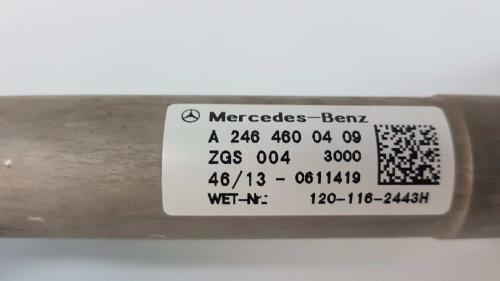 Mercedes-Benz
A 246 460 04 09
ZGS 004 3000
46/13 - 0611419
WET-Nr.: 120-116-2443H